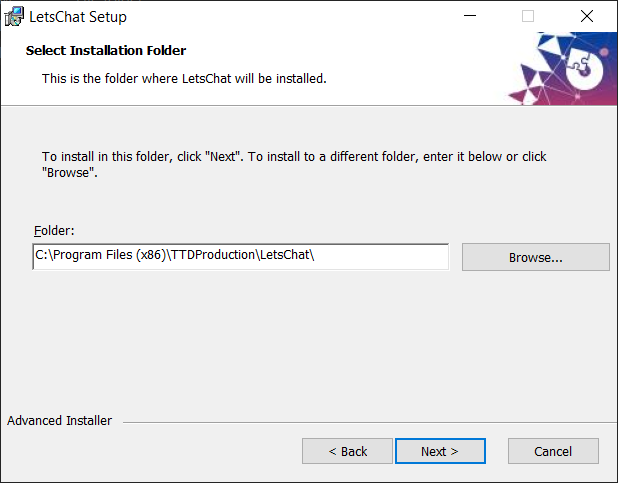 LetsChat Setup
Select Installation Folder
This is the folder where LetsChat will be installed.
To install in this folder, click "Next". To install to a different folder, enter it below or click
"Browse".
Folder:
C:\Program Files (x86)\TTDProduction\LetsChat\
Browse...
Advanced Installer
< Back
Next >
Cancel